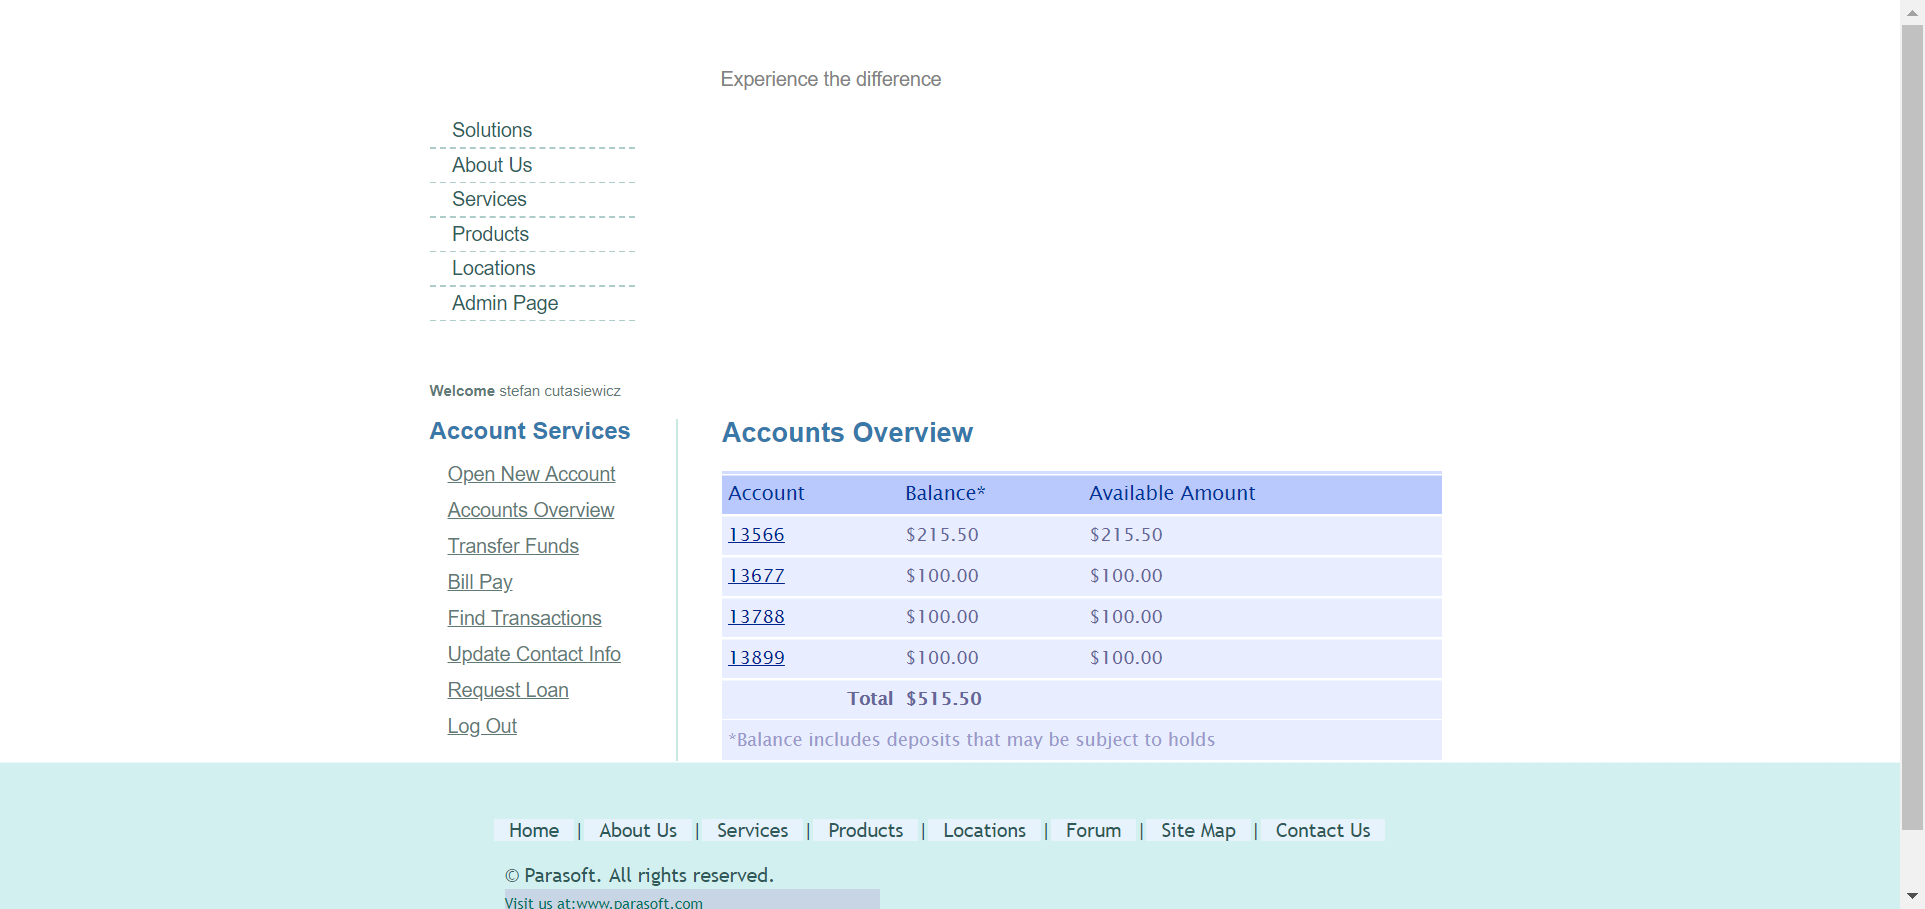 Experience the difference
Solutions
About Us
Services
Products
Locations
Admin Page
Welcome stefan cutasiewicz
Account Services
Open New Account
Accounts Overview
Transfer Funds
Bill Pay
Find Transactions
Update Contact Info
Request Loan
Log Out
Accounts Overview
Account Balance* Available Amount
13566 $215.50 $215.50
13677 $100.00 $100.00
13788 $100.00 $100.00
13899 $100.00 $100.00
Total $515.50
*Balance includes deposits that may be subject to holds
Home | About Us | Services | Products | Locations | Forum | Site Map | Contact Us
© Parasoft. All rights reserved.
Visit us at:www.parasoft.com